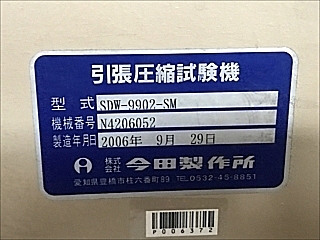 引張圧縮試験機
型式 SDW-9902-SM
機械番号 N4206052
製造年月日 2006年 9月 29日
株式会社 今田製作所
愛知県豊橋市桂六番町89 TEL 0532-45-8851
P006372